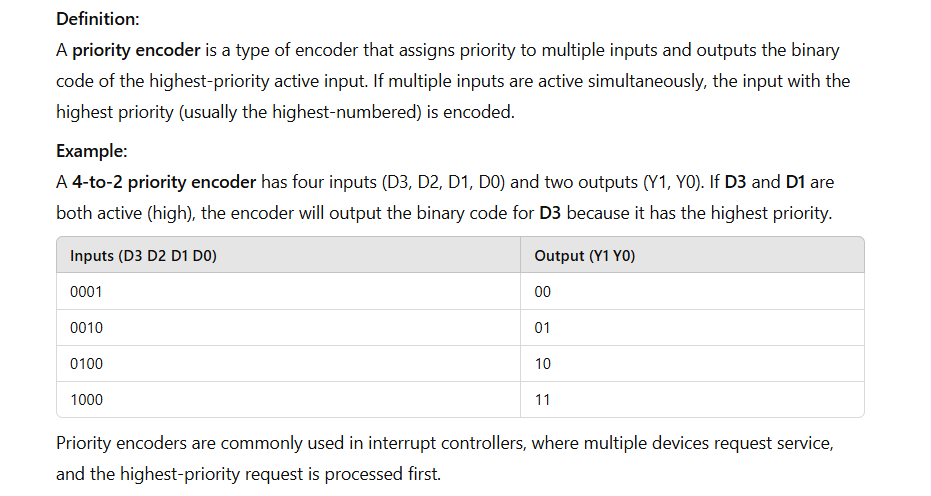 Definition:
A priority encoder is a type of encoder that assigns priority to multiple inputs and outputs the binary
code of the highest-priority active input. If multiple inputs are active simultaneously, the input with the
highest priority (usually the highest-numbered) is encoded.
Example:
A 4-to-2 priority encoder has four inputs (D3, D2, D1, D0) and two outputs (Y1, Y0). If D3 and D1 are
both active (high), the encoder will output the binary code for D3 because it has the highest priority.
Inputs (D3 D2 D1 D0) Output (Y1 Y0)
0001 00
0010 01
0100 10
1000 11
Priority encoders are commonly used in interrupt controllers, where multiple devices request service,
and the highest-priority request is processed first.